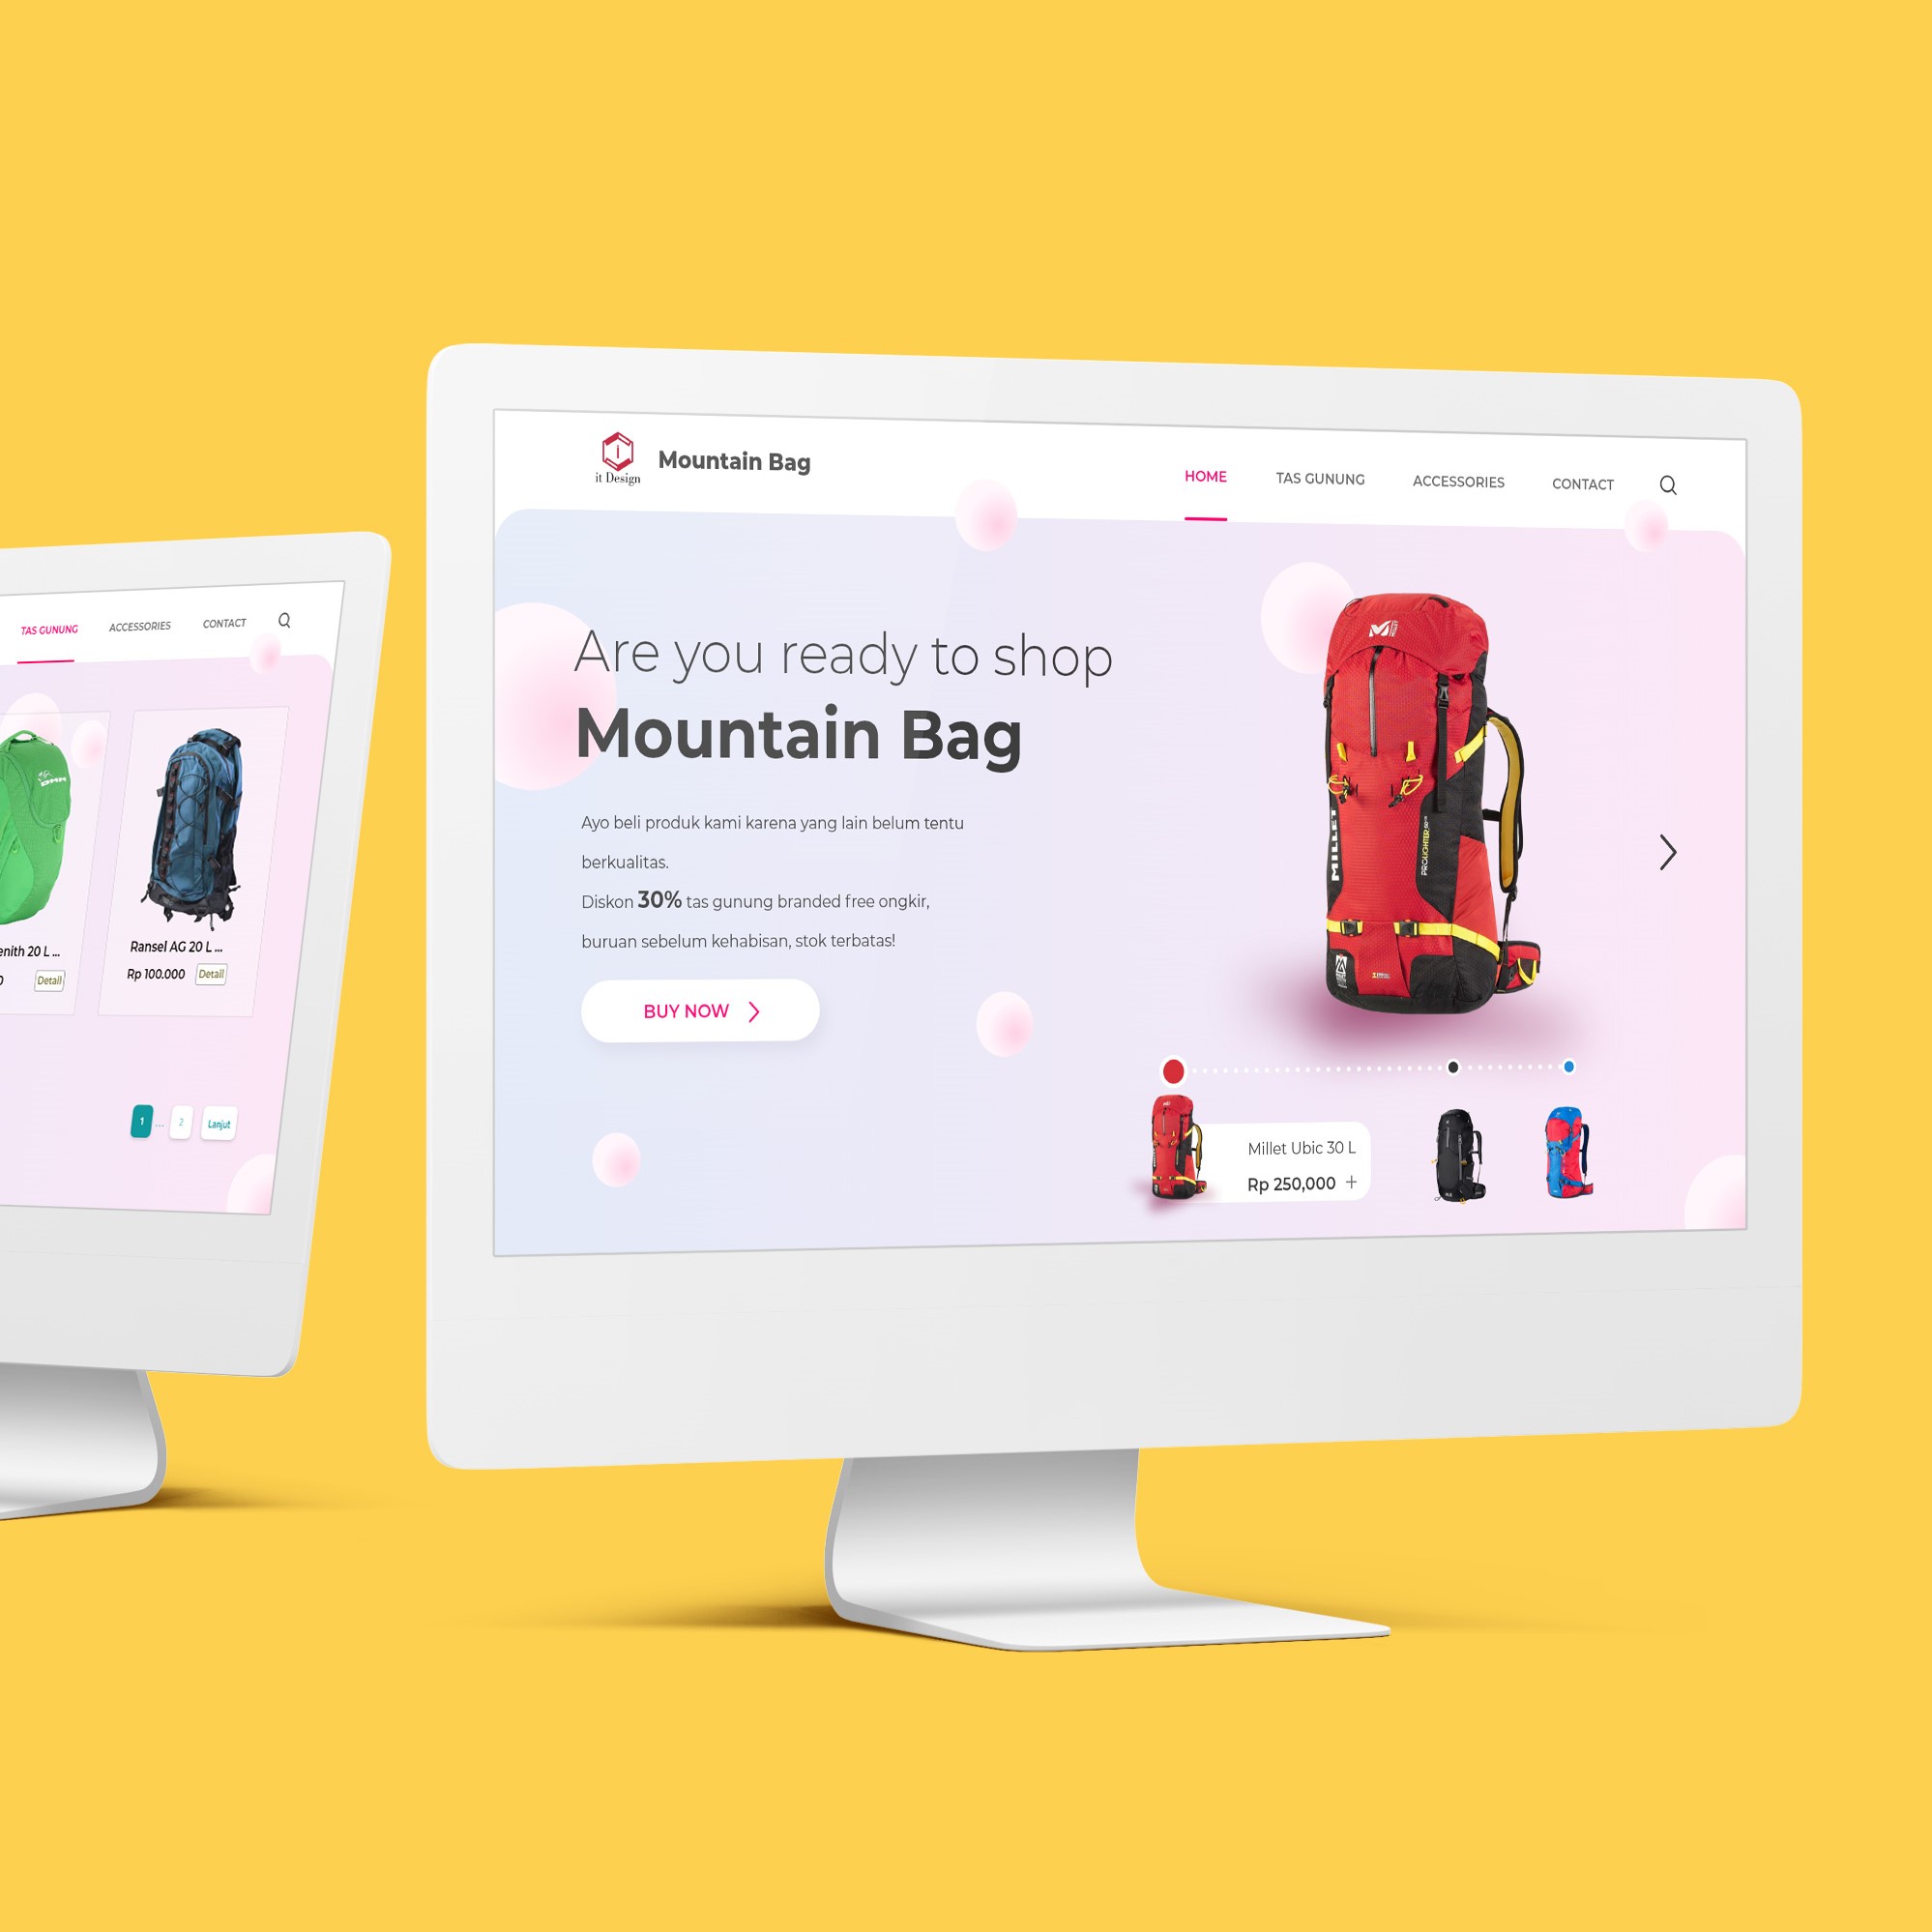 it Design
Mountain Bag
HOME
TAS GUNUNG
ACCESSORIES
CONTACT
Are you ready to shop
Mountain Bag
Ayo beli produk kami karena yang lain belum tentu
berkualitas.
Diskon 30% tas gunung branded free ongkir,
buruan sebelum kehabisan, stok terbatas!
BUY NOW
MILLET
PROLIGHTER
Millet Ubic 30 L
Rp 250,000 +
TAS GUNUNG
ACCESSORIES
CONTACT
DMM
enith 20 L ...
Detail
Ransel AG 20 L ...
Rp 100.000
Detail
1 ... 2 Lanjut